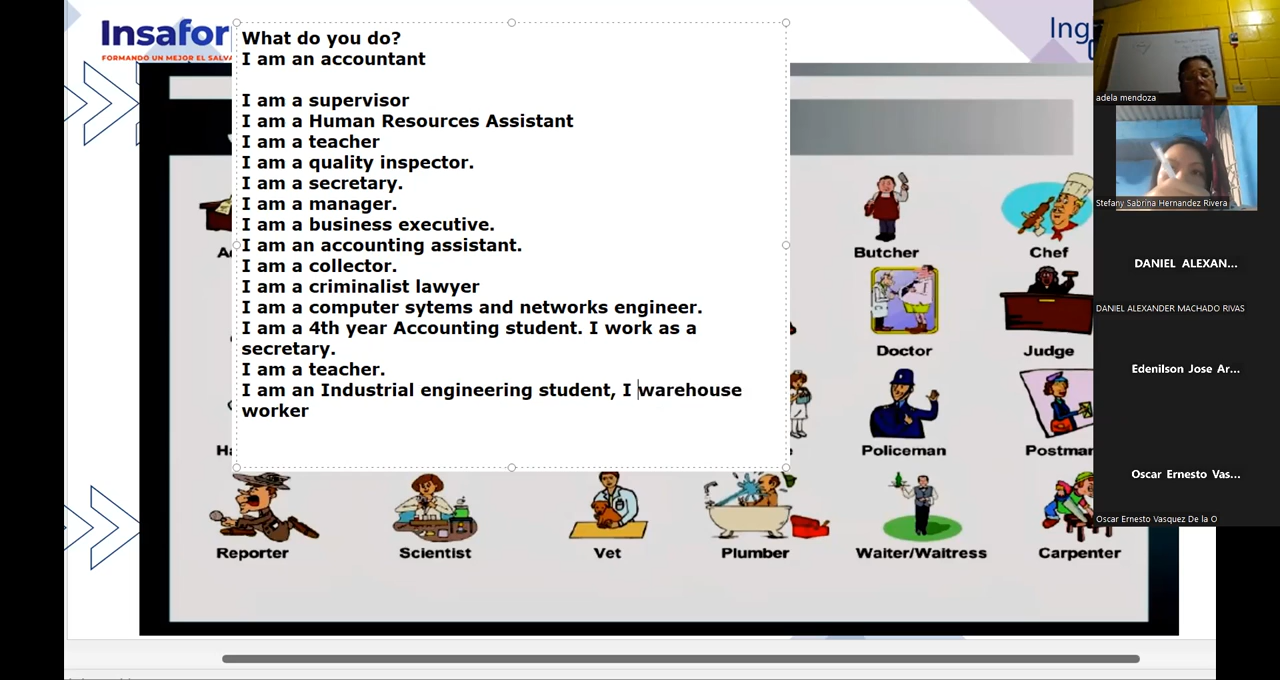 Insafor
FORMANDO UN MEJOR EL SALVA
Ing
What do you do?
I am an accountant
I am a supervisor
I am a Human Resources Assistant
I am a teacher
I am a quality inspector.
I am a secretary.
I am a manager.
I am a business executive.
I am an accounting assistant.
I am a collector.
I am a criminalist lawyer
I am a computer sytems and networks engineer.
I am a 4th year Accounting student. I work as a
secretary.
I am a teacher.
I am an Industrial engineering student, I warehouse
worker
Butcher
Chef
Doctor
Judge
Policeman
Postman
Reporter
Scientist
Vet
Plumber
Waiter/Waitress
Carpenter
adela mendoza
Stefany Sabrina Hernandez Rivera
DANIEL ALEXAN...
DANIEL ALEXANDER MACHADO RIVAS
Edenilson Jose Ar...
Oscar Ernesto Vas...
Oscar Ernesto Vasquez De la O